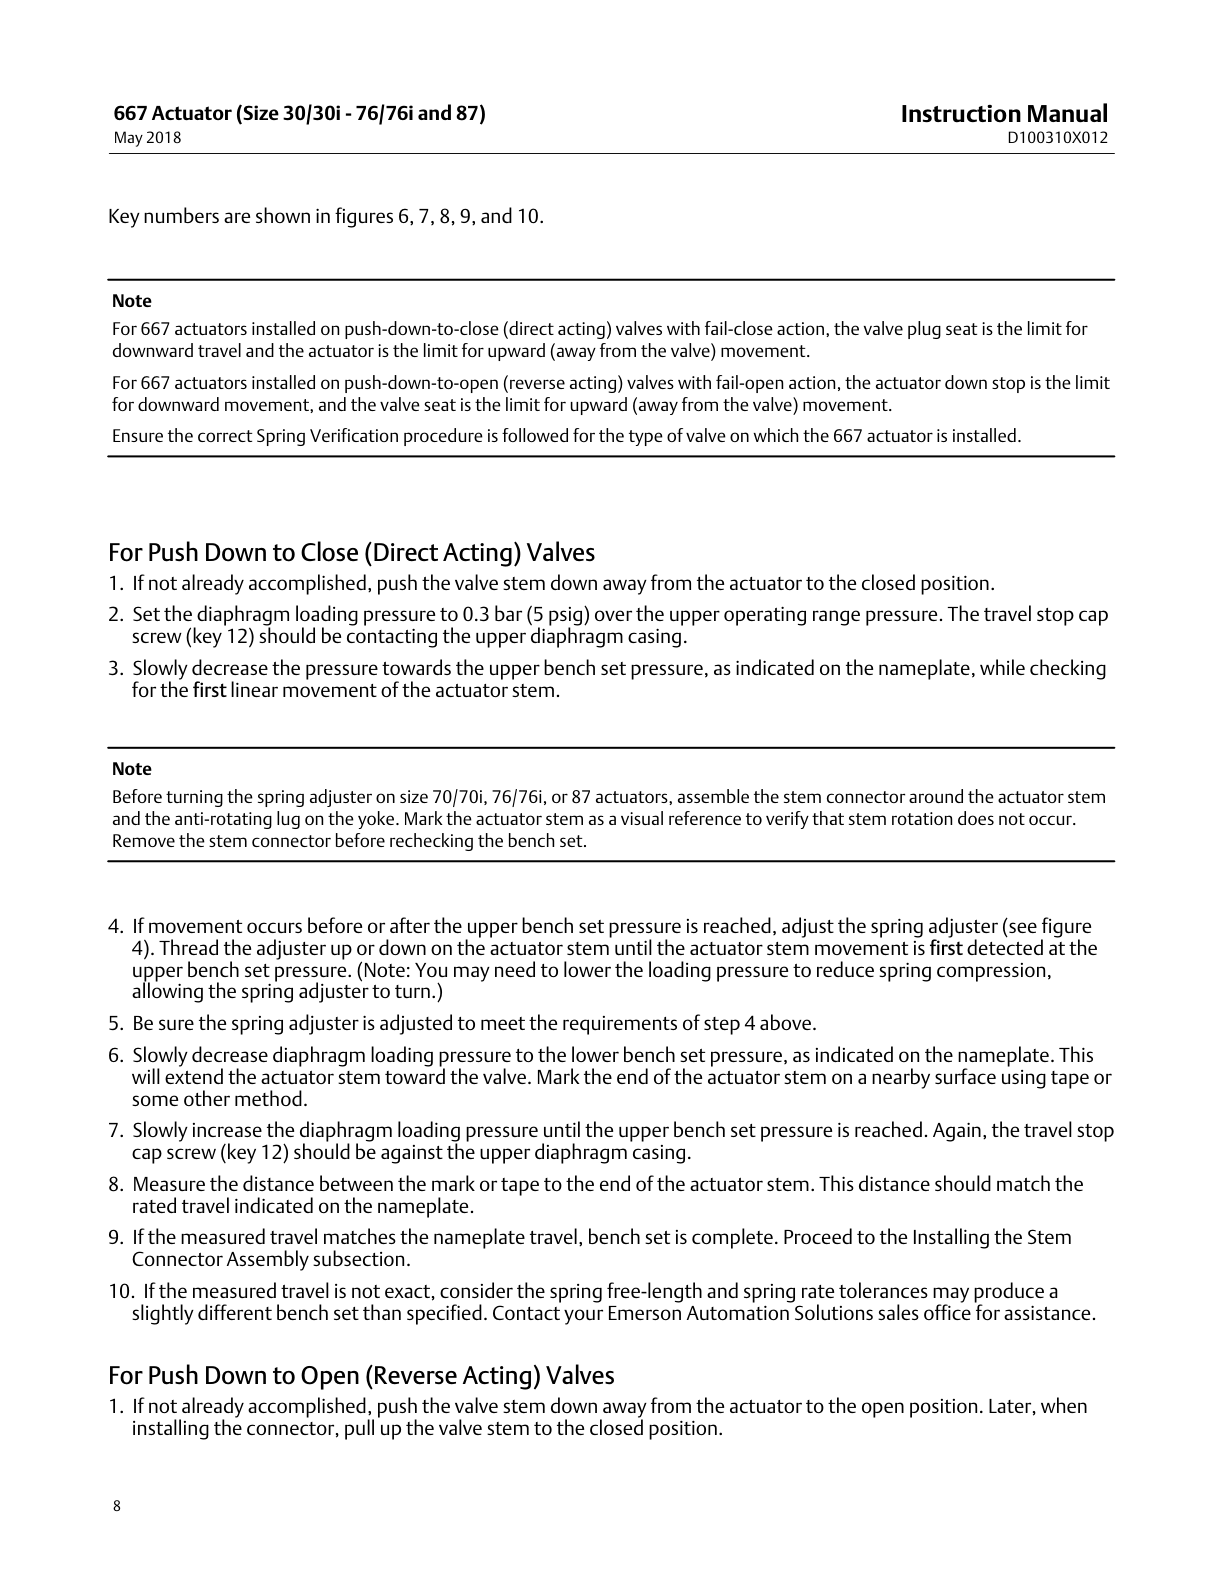 667 Actuator (Size 30/30i - 76/76i and 87)
May 2018
Instruction Manual
D100310X012
Key numbers are shown in figures 6, 7, 8, 9, and 10.
Note
For 667 actuators installed on push-down-to-close (direct acting) valves with fail-close action, the valve plug seat is the limit for
downward travel and the actuator is the limit for upward (away from the valve) movement.
For 667 actuators installed on push-down-to-open (reverse acting) valves with fail-open action, the actuator down stop is the limit
for downward movement, and the valve seat is the limit for upward (away from the valve) movement.
Ensure the correct Spring Verification procedure is followed for the type of valve on which the 667 actuator is installed.
For Push Down to Close (Direct Acting) Valves
1. If not already accomplished, push the valve stem down away from the actuator to the closed position.
2. Set the diaphragm loading pressure to 0.3 bar (5 psig) over the upper operating range pressure. The travel stop cap
screw (key 12) should be contacting the upper diaphragm casing.
3. Slowly decrease the pressure towards the upper bench set pressure, as indicated on the nameplate, while checking
for the first linear movement of the actuator stem.
Note
Before turning the spring adjuster on size 70/70i, 76/76i, or 87 actuators, assemble the stem connector around the actuator stem
and the anti-rotating lug on the yoke. Mark the actuator stem as a visual reference to verify that stem rotation does not occur.
Remove the stem connector before rechecking the bench set.
4. If movement occurs before or after the upper bench set pressure is reached, adjust the spring adjuster (see figure
4). Thread the adjuster up or down on the actuator stem until the actuator stem movement is first detected at the
upper bench set pressure. (Note: You may need to lower the loading pressure to reduce spring compression,
allowing the spring adjuster to turn.)
5. Be sure the spring adjuster is adjusted to meet the requirements of step 4 above.
6. Slowly decrease diaphragm loading pressure to the lower bench set pressure, as indicated on the nameplate. This
will extend the actuator stem toward the valve. Mark the end of the actuator stem on a nearby surface using tape or
some other method.
7. Slowly increase the diaphragm loading pressure until the upper bench set pressure is reached. Again, the travel stop
cap screw (key 12) should be against the upper diaphragm casing.
8. Measure the distance between the mark or tape to the end of the actuator stem. This distance should match the
rated travel indicated on the nameplate.
9. If the measured travel matches the nameplate travel, bench set is complete. Proceed to the Installing the Stem
Connector Assembly subsection.
10. If the measured travel is not exact, consider the spring free-length and spring rate tolerances may produce a
slightly different bench set than specified. Contact your Emerson Automation Solutions sales office for assistance.
For Push Down to Open (Reverse Acting) Valves
1. If not already accomplished, push the valve stem down away from the actuator to the open position. Later, when
installing the connector, pull up the valve stem to the closed position.
8